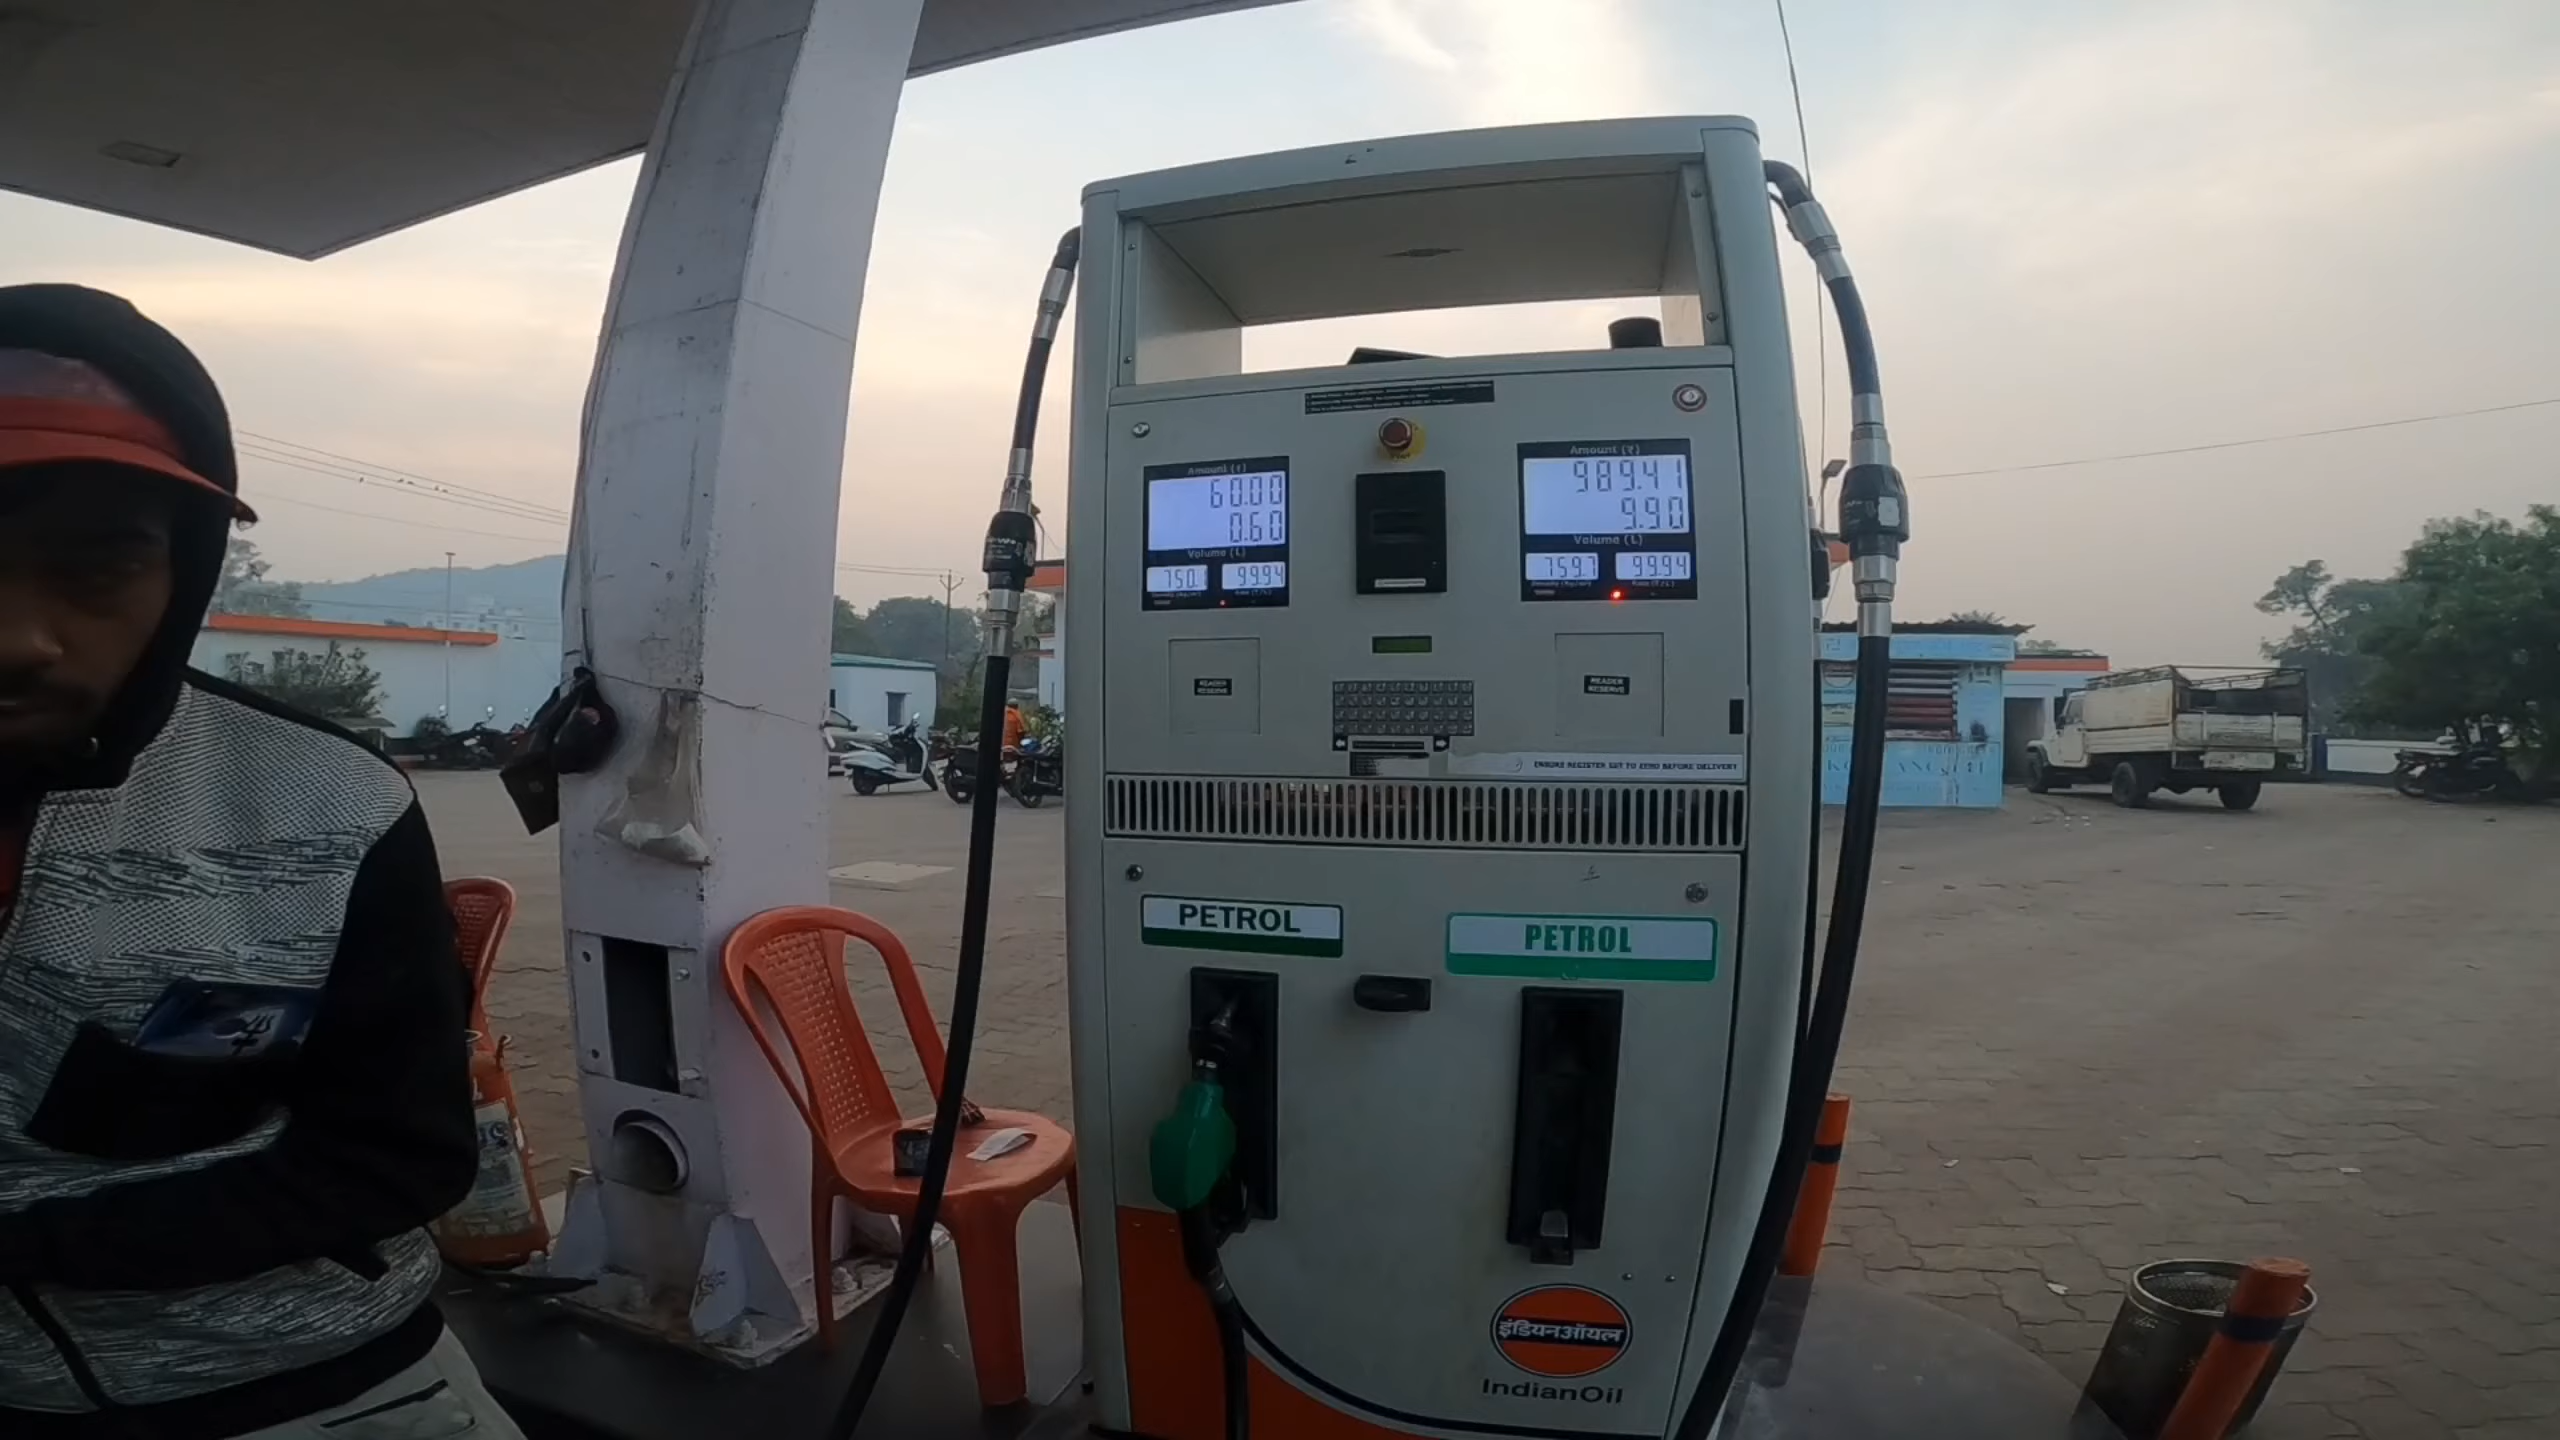 Amount (₹)
60.00
0.60
Volume (L)
750.1
99.94
Amount (₹)
989.41
9.90
Volume (L)
759.7
99.94
READER
RESERVE
READER
RESERVE
ENSURE REGISTER SET TO ZERO BEFORE DELIVERY
PETROL
PETROL
इंडियनऑयल
IndianOil